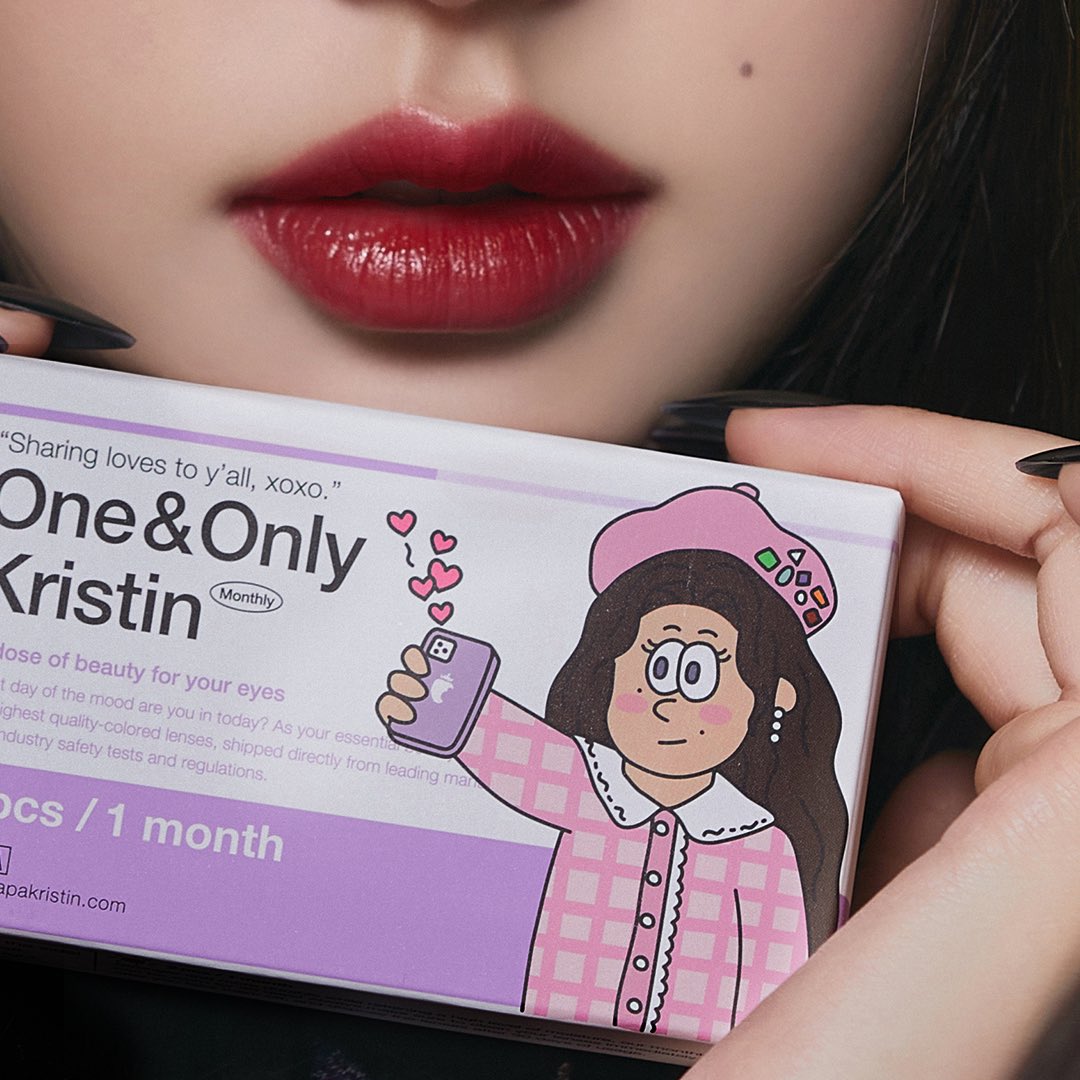 “Sharing loves to y’all, xoxo.”
One&Only
Kristin Monthly
dose of beauty for your eyes
t day of the mood are you in today? As your essential
ighest quality-colored lenses, shipped directly from leading man
industry safety tests and regulations.
pcs / 1 month
apakristin.com